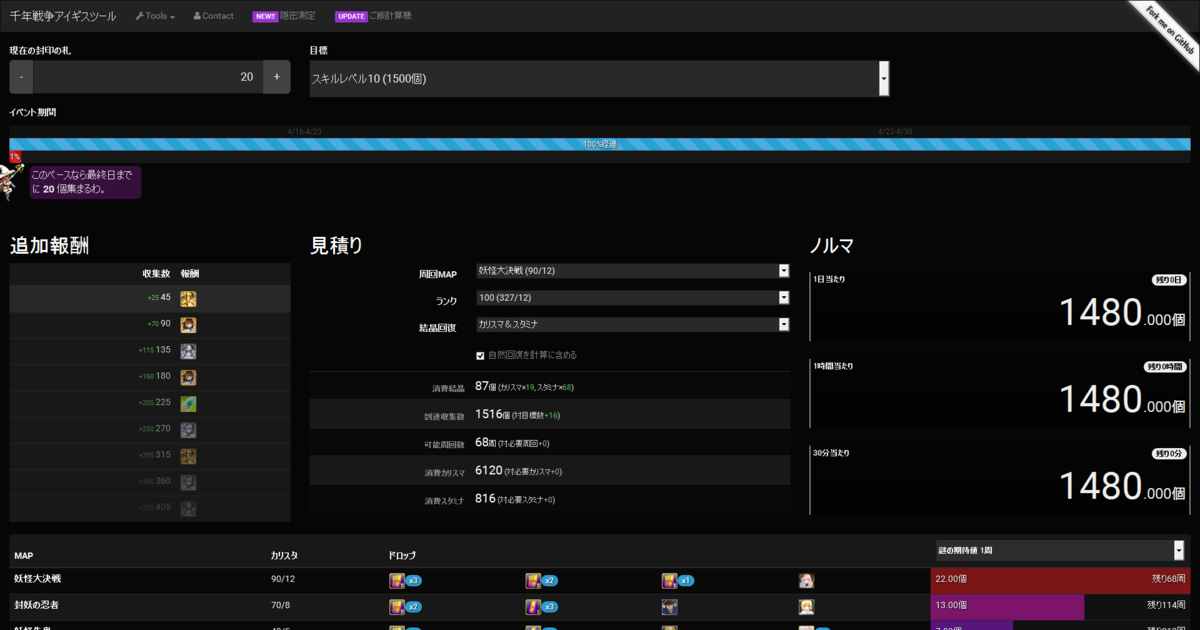 千年戦争アイギスツール Tools Contact NEW!! 隠密測定 UPDATE ご飯計算機
Fork me on GitHub
現在の封印の札
- 20 +
目標
スキルレベル10 (1500個)
イベント期間
4/16-4/23 4/23-4/30
100%経過
1%
このペースなら最終日まで
に 20 個集まるわ。
追加報酬
収集数 報酬
+25 45
+70 90
+115 135
+160 180
+205 225
+250 270
+295 315
+340 360
+385 405
見積り
周回MAP 妖怪大決戦 (90/12)
ランク 100 (327/12)
結晶回復 カリスマ&スタミナ
自然回復を計算に含める
消費結晶 87個 (カリスマ×19, スタミナ×68)
到達収集数 1516個 (対目標数+16)
可能周回数 68周 (対必要周回+0)
消費カリスマ 6120 (対必要カリスマ+0)
消費スタミナ 816 (対必要スタミナ+0)
ノルマ
1日当たり 残り0日
1480.000個
1時間当たり 残り0時間
1480.000個
30分当たり 残り0分
1480.000個
MAP カリスタ ドロップ 謎の期待値 1周
妖怪大決戦 90/12 x3 x2 x1 22.00個 残り68周
封妖の忍者 70/8 x2 x3 13.00個 残り114周